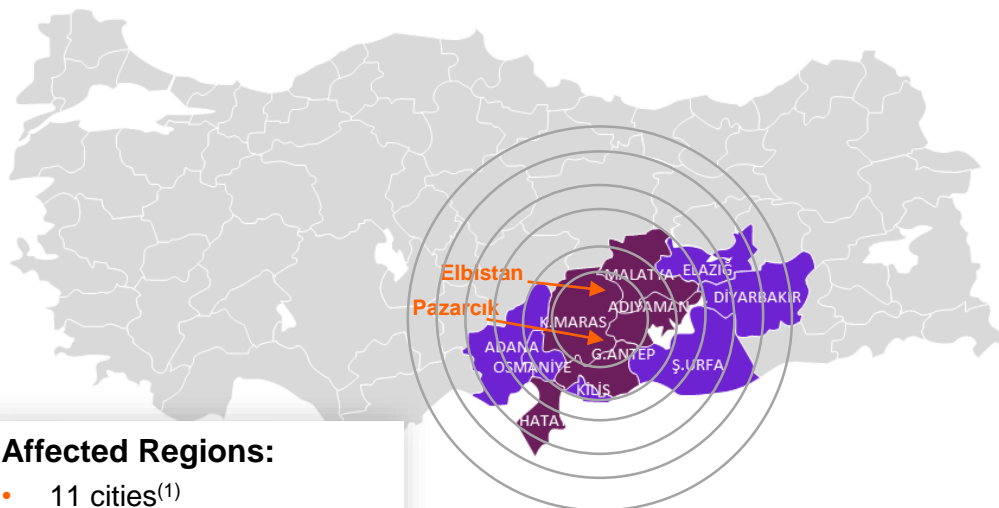 Elbistan
MALATYA
ELAZIĞ
DİYARBAKIR
Pazarcık
ADIYAMAN
K.MARAS
ADANA
G.ANTEP
OSMANİYE
Ş.URFA
KİLİS
HATAY
Affected Regions:
• 11 cities(1)